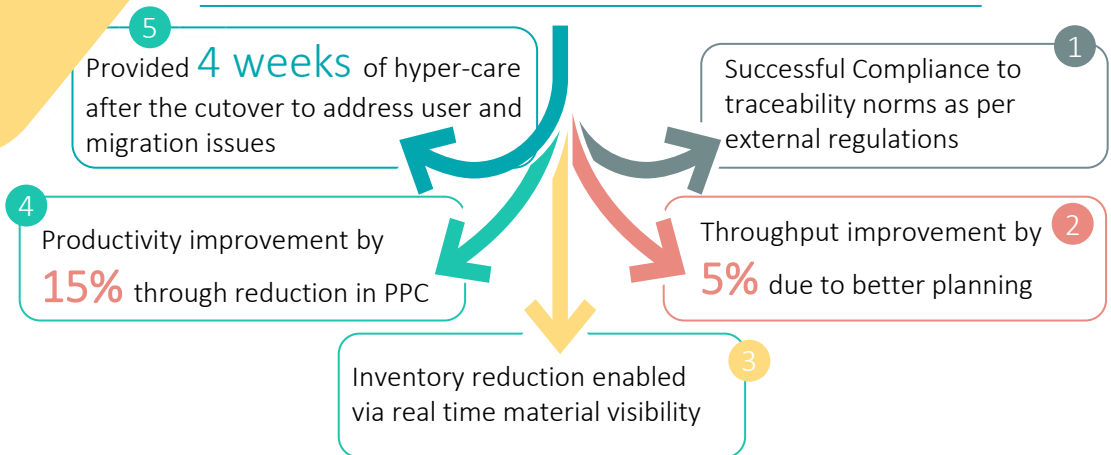 5
Provided 4 weeks of hyper-care
after the cutover to address user and
migration issues
1
Successful Compliance to
traceability norms as per
external regulations
4
Productivity improvement by
15% through reduction in PPC
2
Throughput improvement by
5% due to better planning
3
Inventory reduction enabled
via real time material visibility